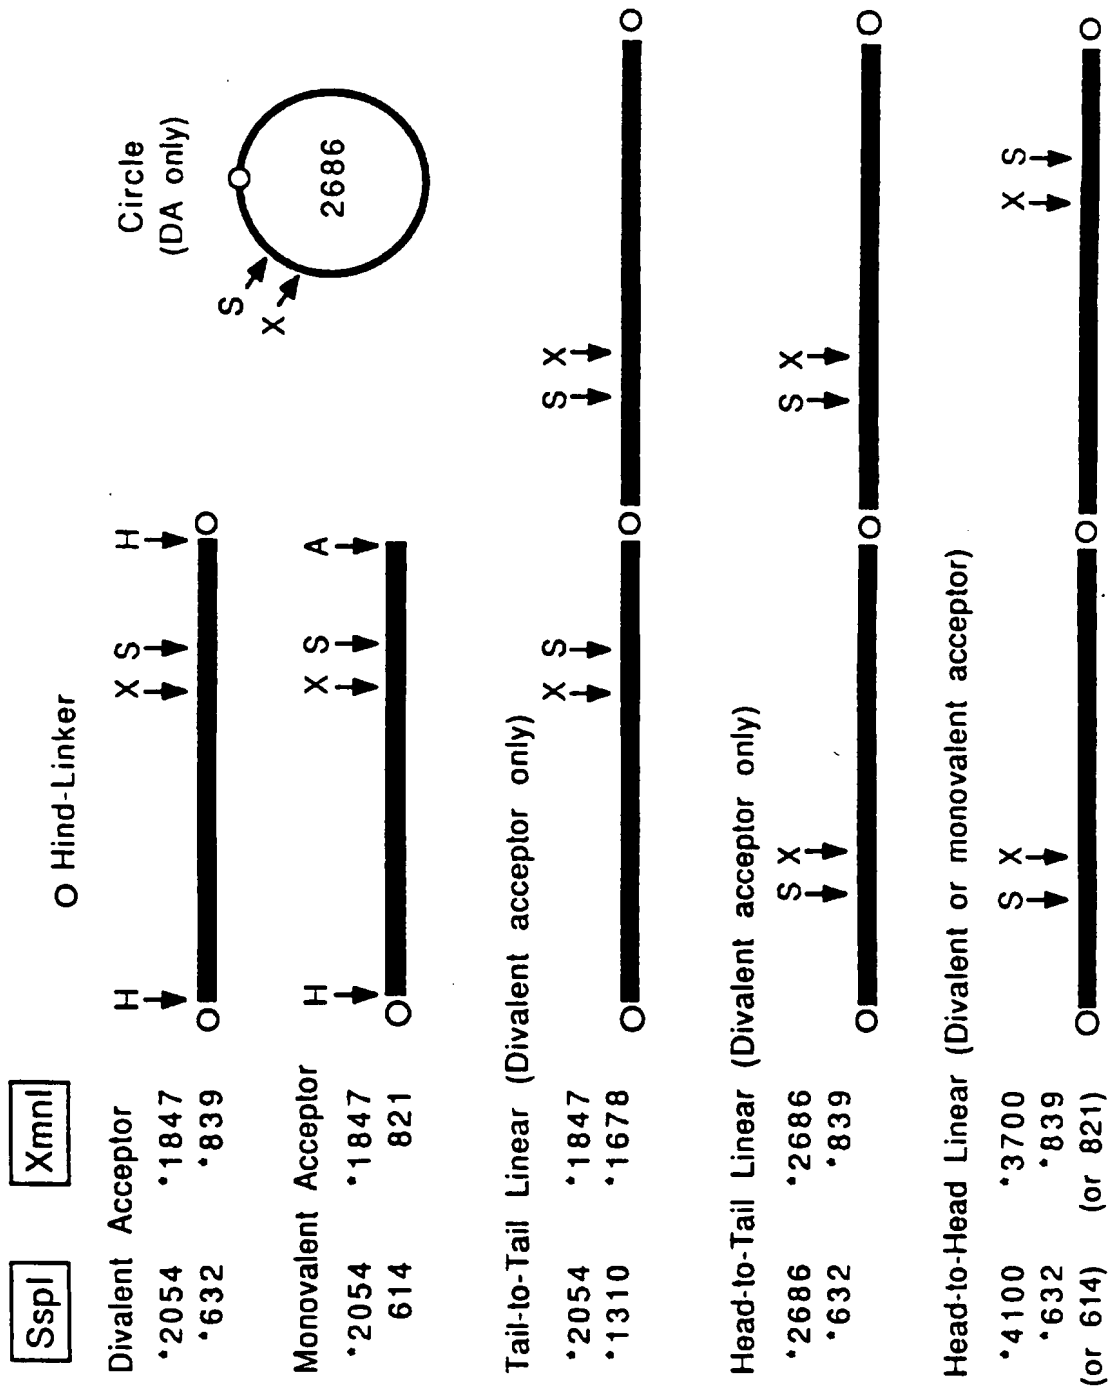 SspI XmnI
O Hind-Linker
Circle
(DA only)
2686
S
X
Divalent Acceptor
*2054 *1847
*632 *839
H X S H
Monovalent Acceptor
*2054 *1847
614 821
H X S A
Tail-to-Tail Linear (Divalent acceptor only)
*2054 *1847
*1310 *1678
X S S X
Head-to-Tail Linear (Divalent acceptor only)
*2686 *2686
*632 *839
S X S X
Head-to-Head Linear (Divalent or monovalent acceptor)
*4100 *3700
*632 *839
(or 614) (or 821)
S X X S